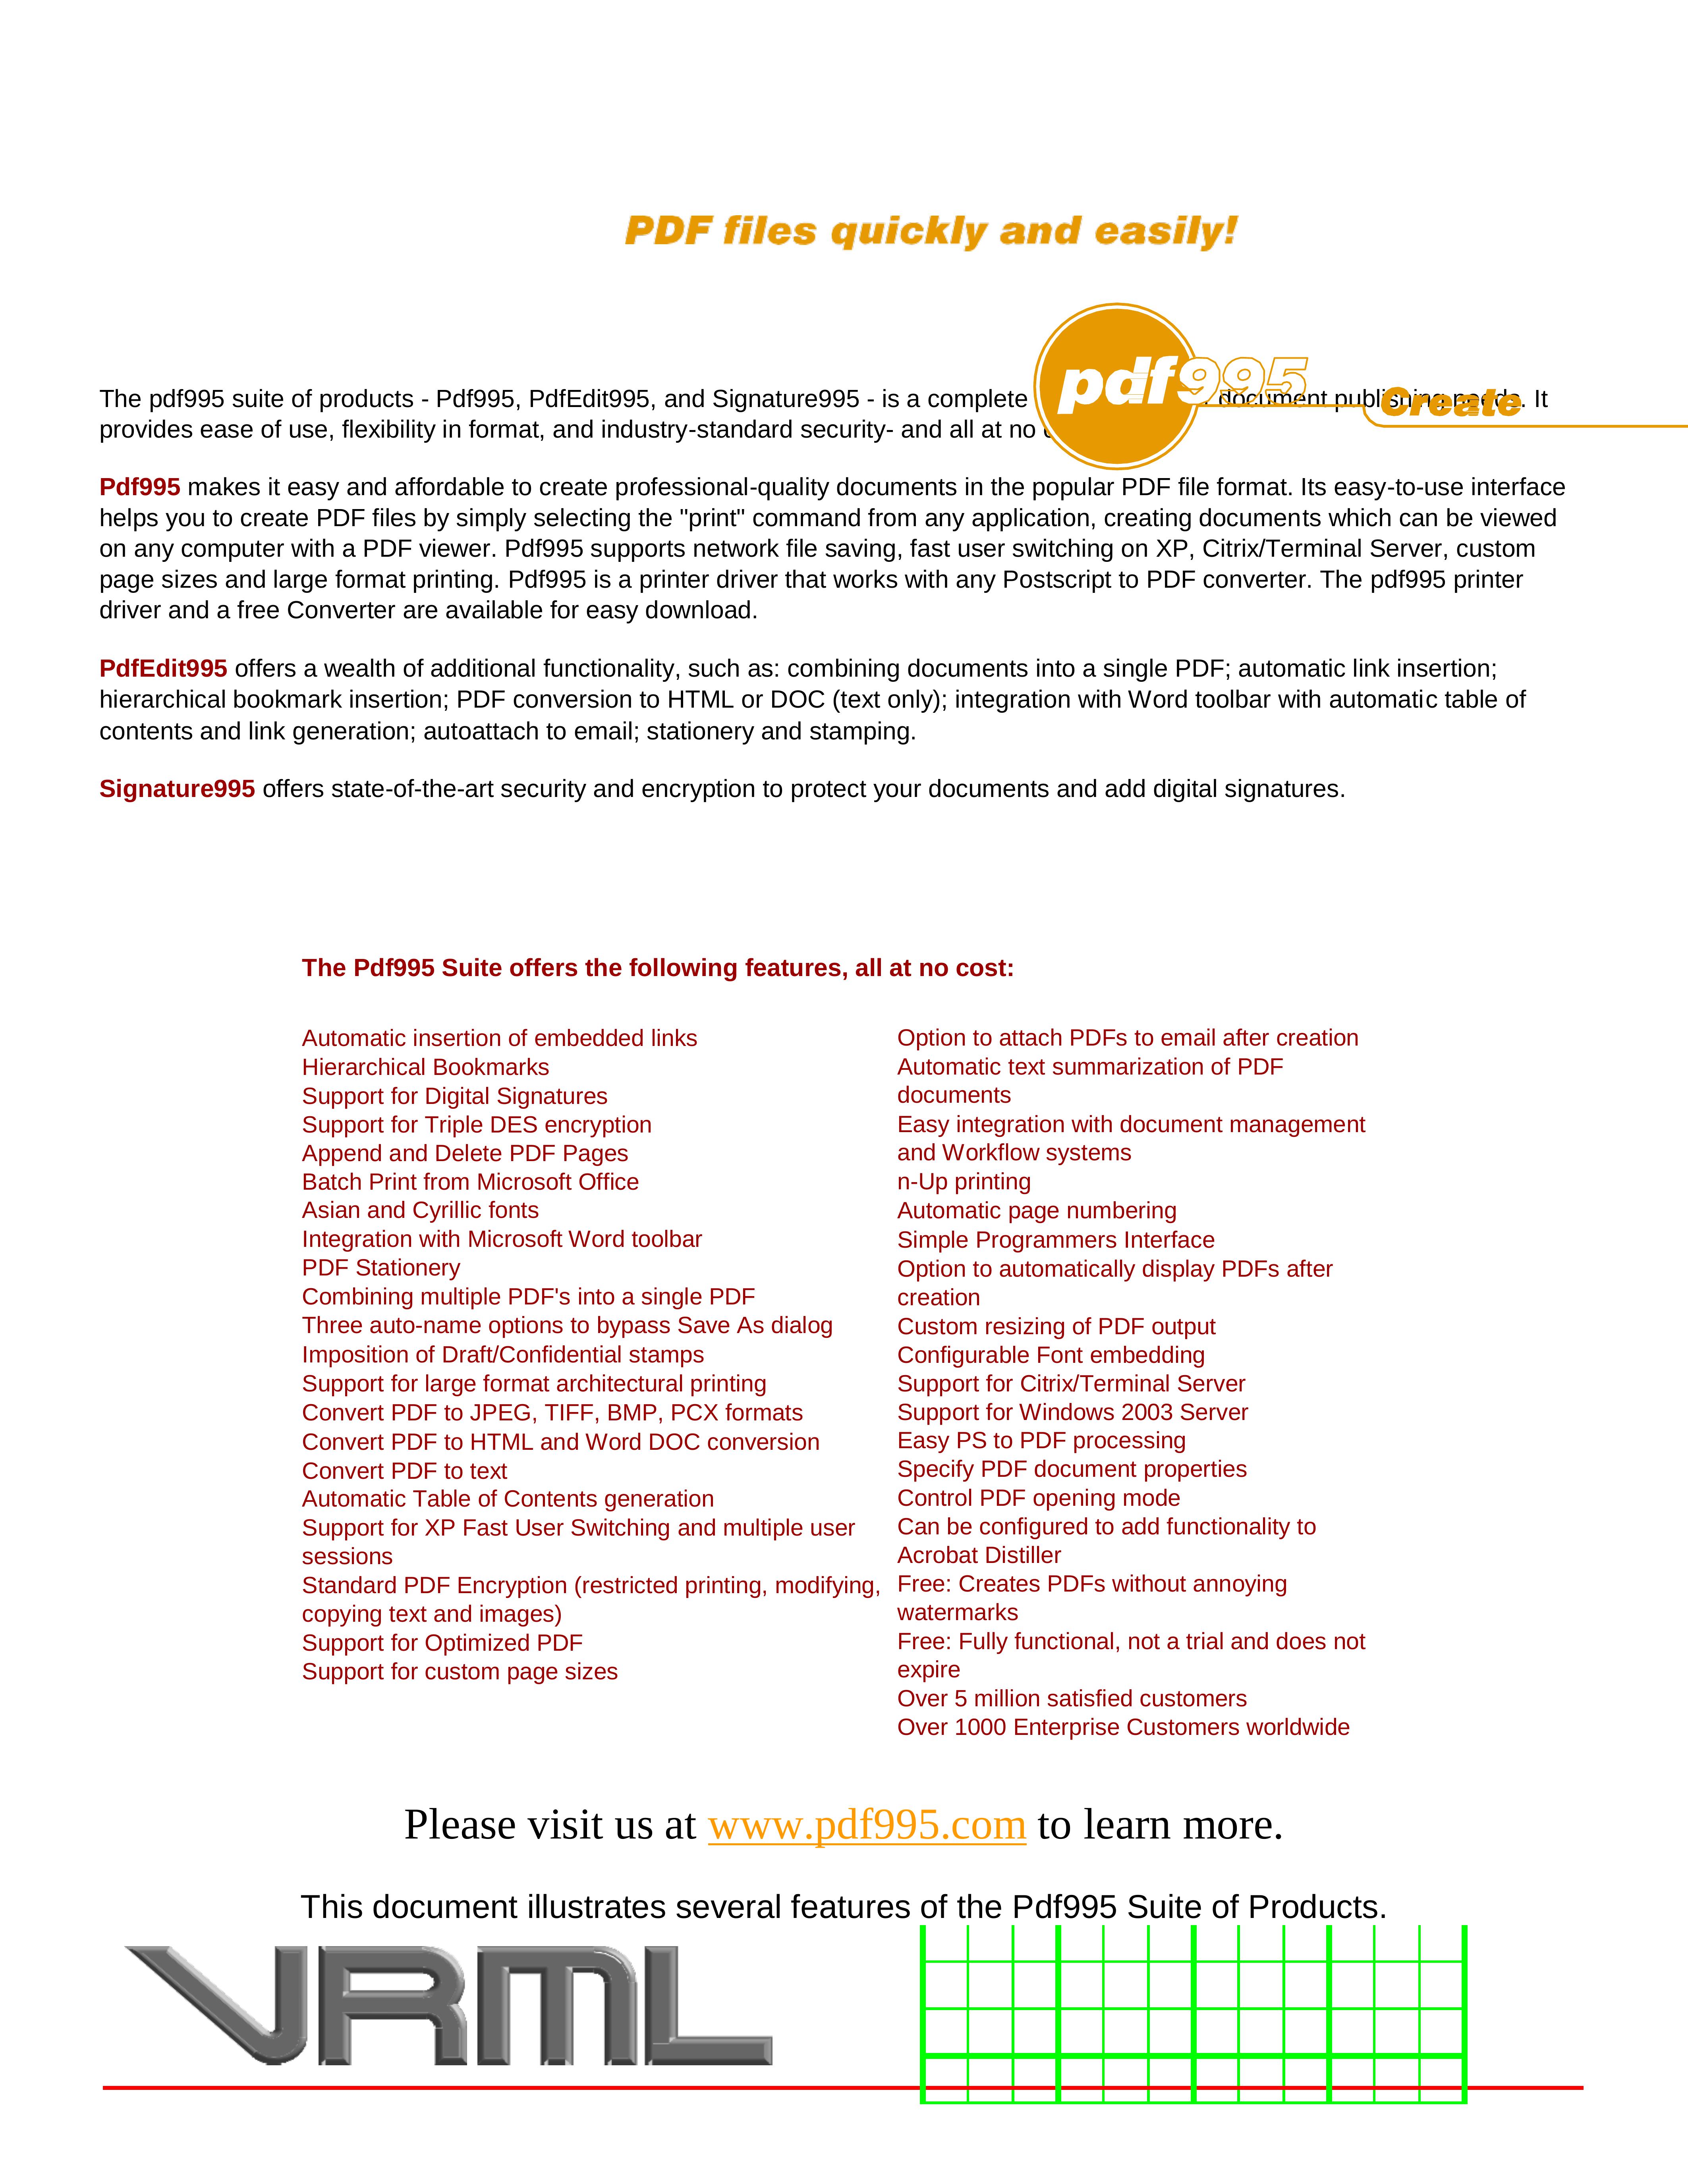 PDF files quickly and easily!
pdf995
Create
The pdf995 suite of products - Pdf995, PdfEdit995, and Signature995 - is a complete document publishing needs. It
provides ease of use, flexibility in format, and industry-standard security- and all at no
Pdf995 makes it easy and affordable to create professional-quality documents in the popular PDF file format. Its easy-to-use interface
helps you to create PDF files by simply selecting the "print" command from any application, creating documents which can be viewed
on any computer with a PDF viewer. Pdf995 supports network file saving, fast user switching on XP, Citrix/Terminal Server, custom
page sizes and large format printing. Pdf995 is a printer driver that works with any Postscript to PDF converter. The pdf995 printer
driver and a free Converter are available for easy download.
PdfEdit995 offers a wealth of additional functionality, such as: combining documents into a single PDF; automatic link insertion;
hierarchical bookmark insertion; PDF conversion to HTML or DOC (text only); integration with Word toolbar with automatic table of
contents and link generation; autoattach to email; stationery and stamping.
Signature995 offers state-of-the-art security and encryption to protect your documents and add digital signatures.
The Pdf995 Suite offers the following features, all at no cost:
Automatic insertion of embedded links
Hierarchical Bookmarks
Support for Digital Signatures
Support for Triple DES encryption
Append and Delete PDF Pages
Batch Print from Microsoft Office
Asian and Cyrillic fonts
Integration with Microsoft Word toolbar
PDF Stationery
Combining multiple PDF's into a single PDF
Three auto-name options to bypass Save As dialog
Imposition of Draft/Confidential stamps
Support for large format architectural printing
Convert PDF to JPEG, TIFF, BMP, PCX formats
Convert PDF to HTML and Word DOC conversion
Convert PDF to text
Automatic Table of Contents generation
Support for XP Fast User Switching and multiple user
sessions
Standard PDF Encryption (restricted printing, modifying,
copying text and images)
Support for Optimized PDF
Support for custom page sizes
Option to attach PDFs to email after creation
Automatic text summarization of PDF
documents
Easy integration with document management
and Workflow systems
n-Up printing
Automatic page numbering
Simple Programmers Interface
Option to automatically display PDFs after
creation
Custom resizing of PDF output
Configurable Font embedding
Support for Citrix/Terminal Server
Support for Windows 2003 Server
Easy PS to PDF processing
Specify PDF document properties
Control PDF opening mode
Can be configured to add functionality to
Acrobat Distiller
Free: Creates PDFs without annoying
watermarks
Free: Fully functional, not a trial and does not
expire
Over 5 million satisfied customers
Over 1000 Enterprise Customers worldwide
Please visit us at www.pdf995.com to learn more.
This document illustrates several features of the Pdf995 Suite of Products.
VRML